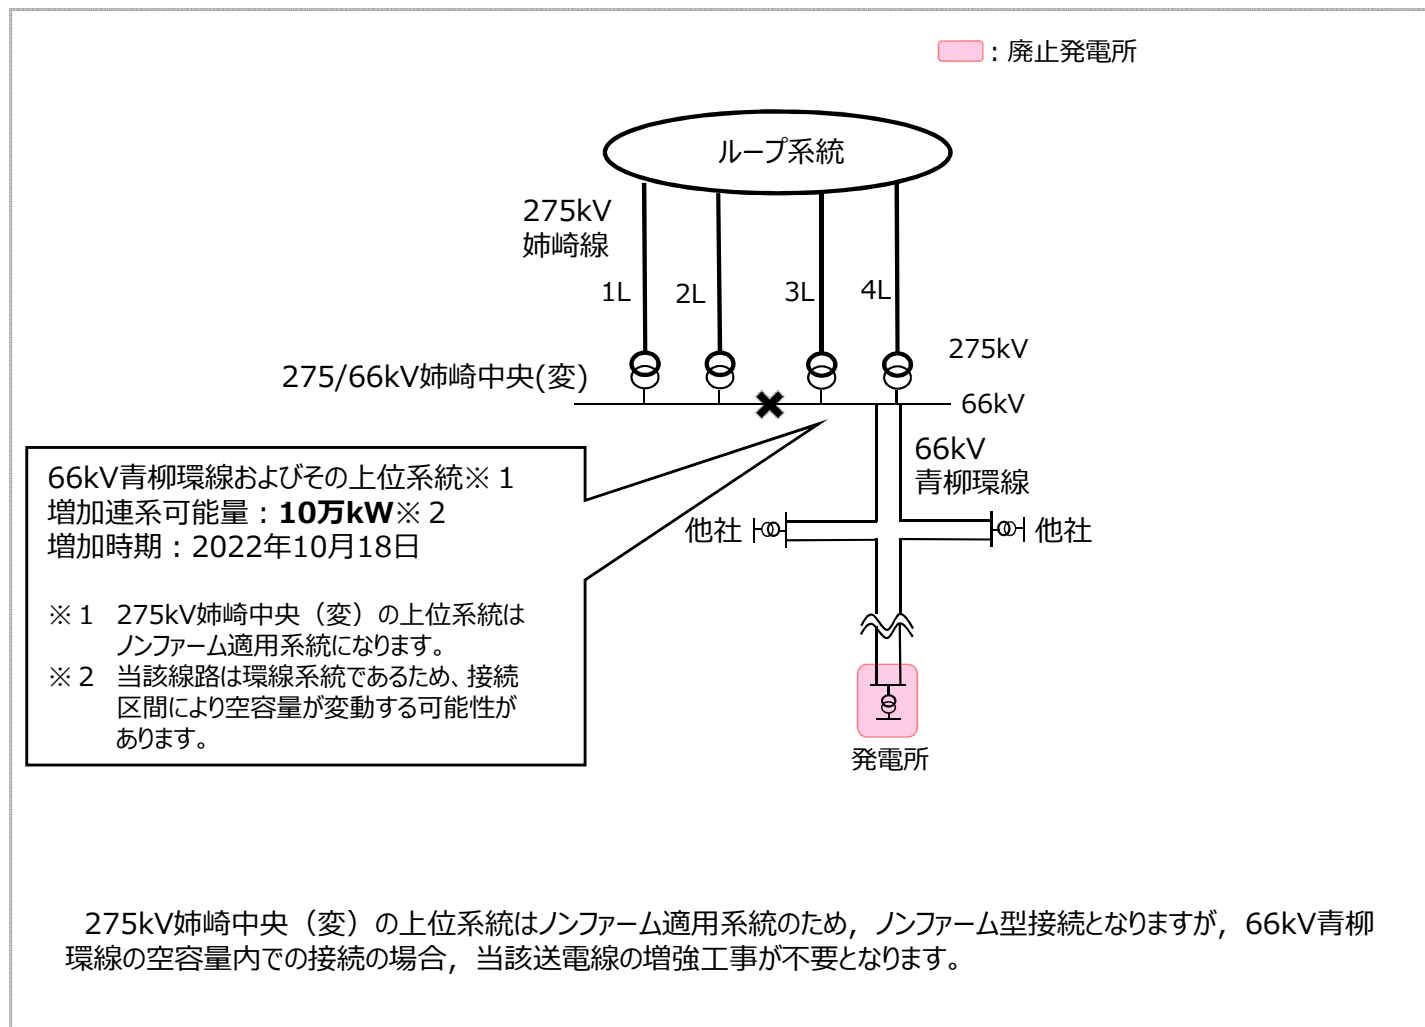 ：廃止発電所
ループ系統
275kV
姉崎線
1L
2L
3L
4L
275kV
275/66kV姉崎中央(変)
66kV
66kV
青柳環線
66kV青柳環線およびその上位系統※１
増加連系可能量：10万kW※２
増加時期：2022年10月18日
※１　275kV姉崎中央（変）の上位系統は
ノンファーム適用系統になります。
※２　当該線路は環線系統であるため、接続
区間により空容量が変動する可能性が
あります。
他社
他社
発電所
275kV姉崎中央（変）の上位系統はノンファーム適用系統のため，ノンファーム型接続となりますが，66kV青柳
環線の空容量内での接続の場合，当該送電線の増強工事が不要となります。